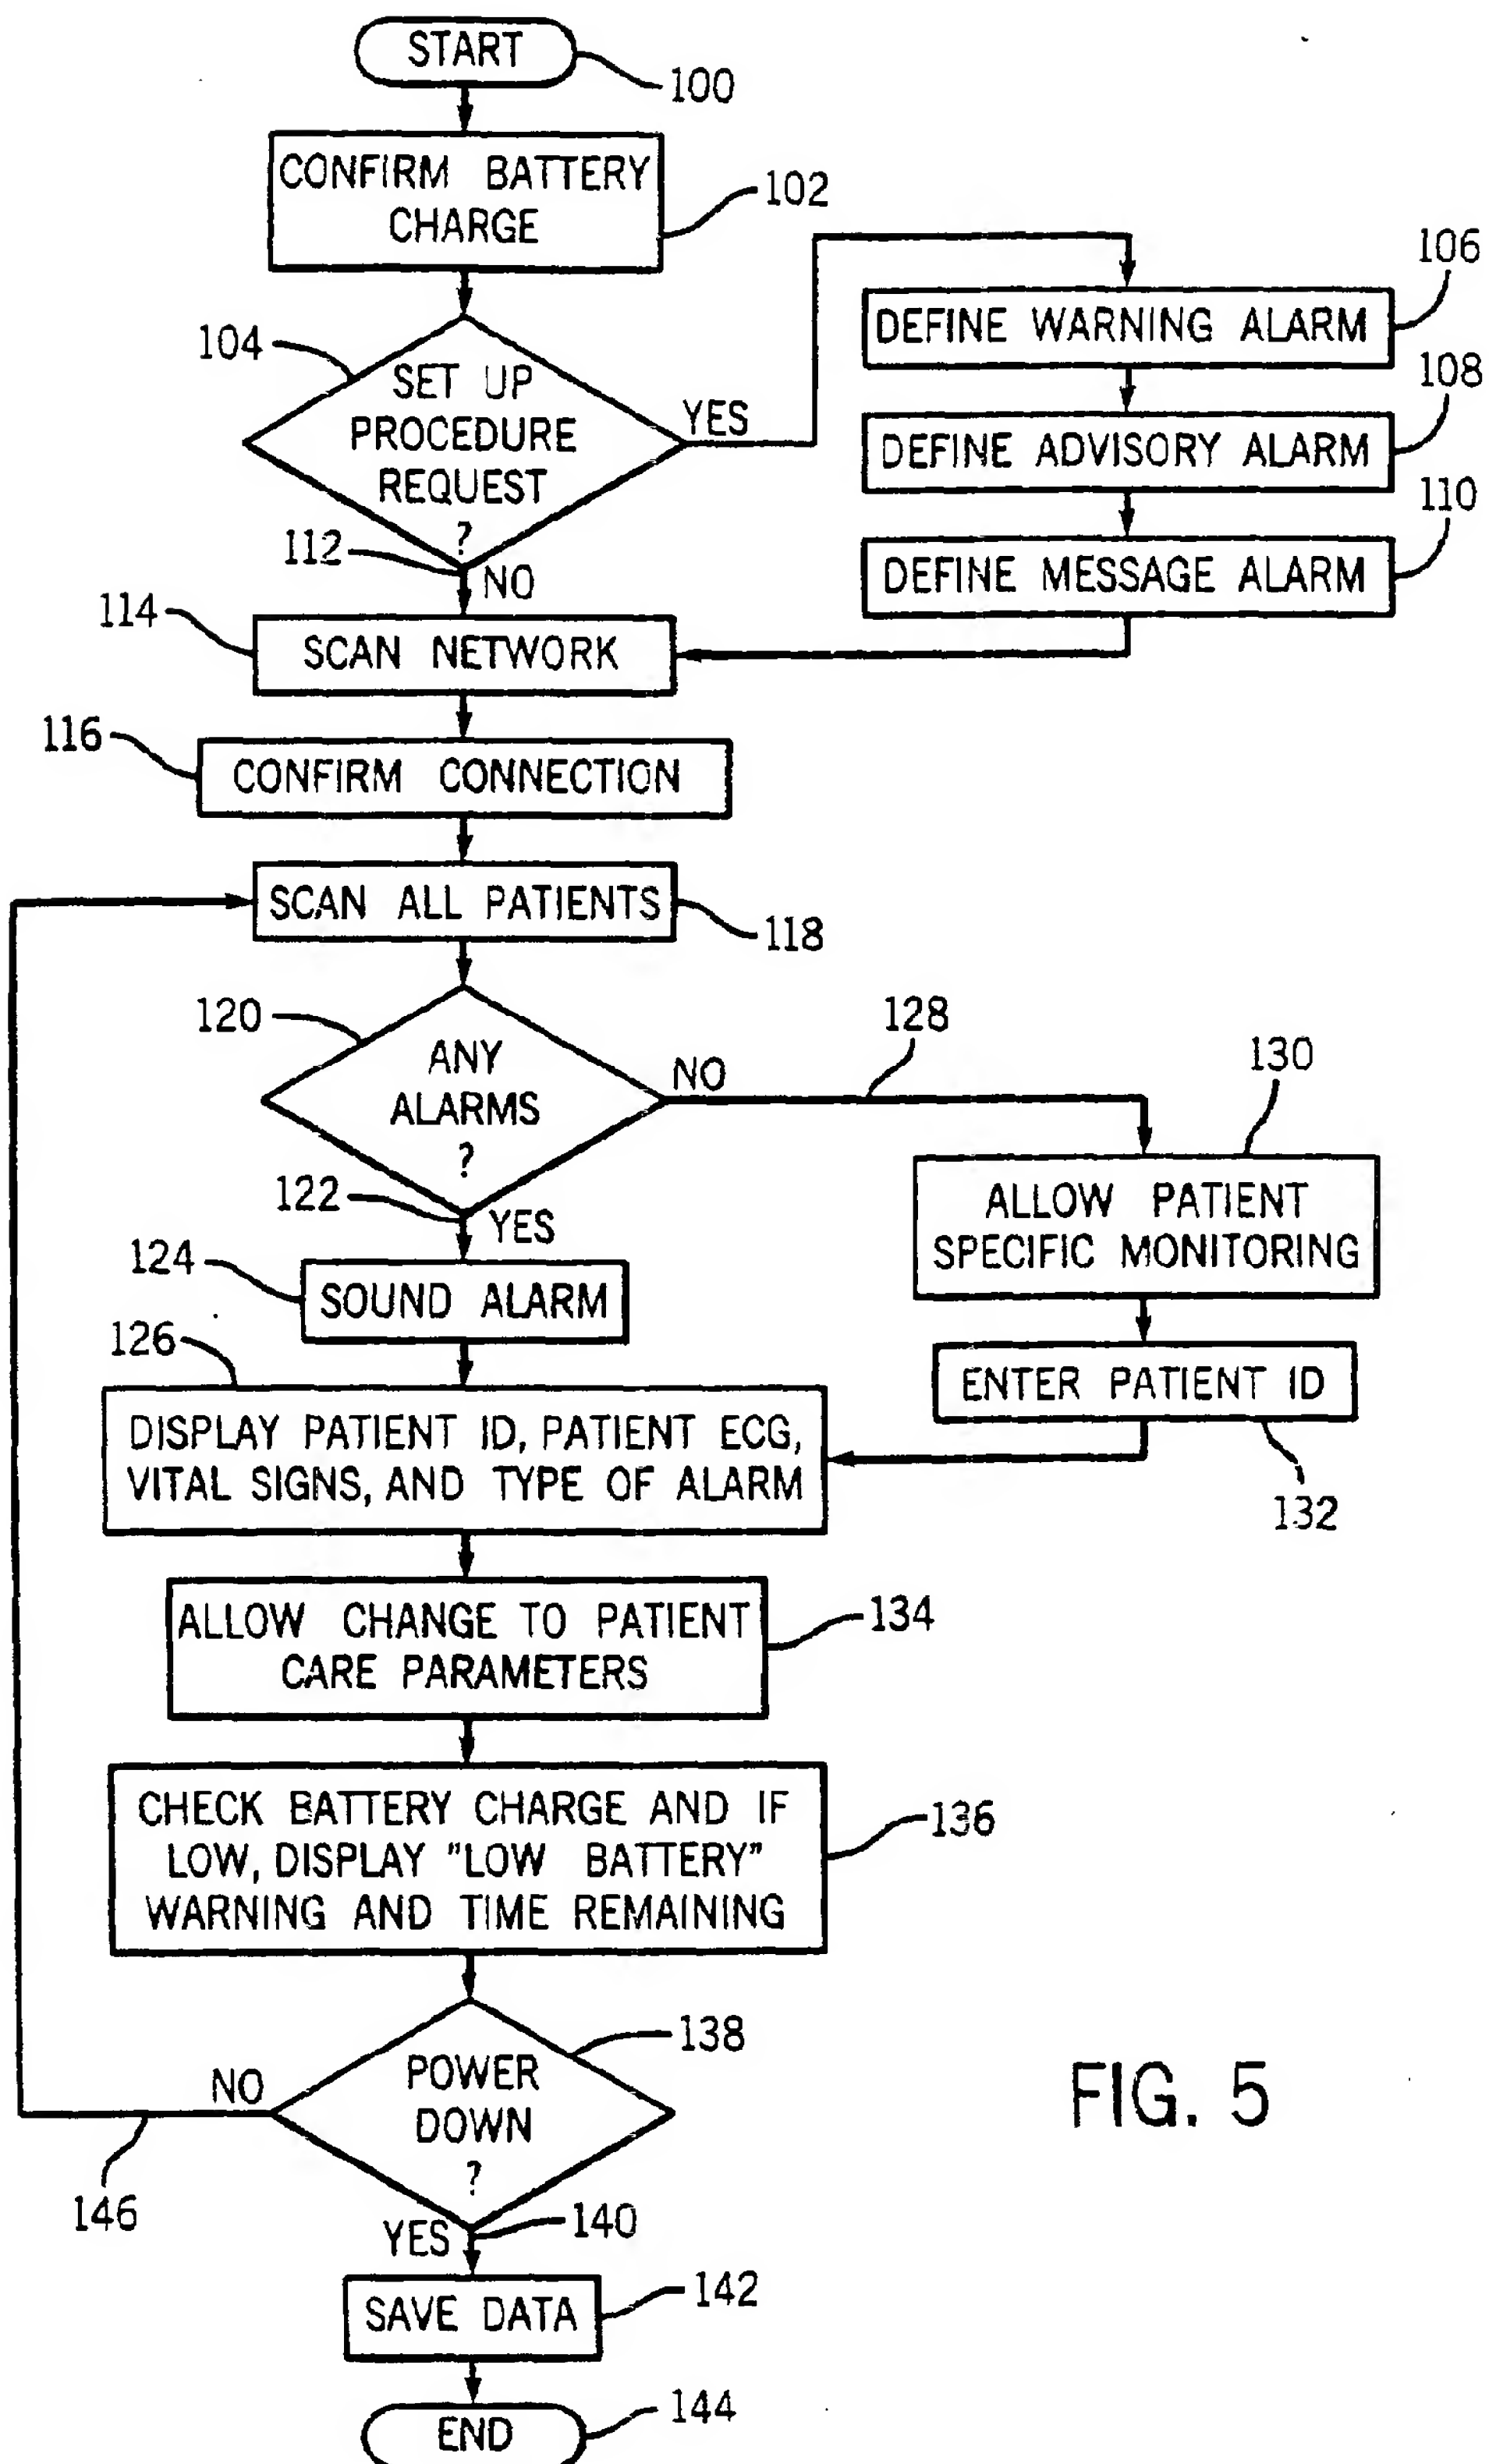 START
100
CONFIRM BATTERY
CHARGE
102
104
SET UP
PROCEDURE
REQUEST
?
YES
106
DEFINE WARNING ALARM
108
DEFINE ADVISORY ALARM
110
DEFINE MESSAGE ALARM
112
NO
114
SCAN NETWORK
116
CONFIRM CONNECTION
SCAN ALL PATIENTS
118
120
ANY
ALARMS
?
NO
128
130
ALLOW PATIENT
SPECIFIC MONITORING
122
YES
124
SOUND ALARM
ENTER PATIENT ID
132
126
DISPLAY PATIENT ID, PATIENT ECG,
VITAL SIGNS, AND TYPE OF ALARM
ALLOW CHANGE TO PATIENT
CARE PARAMETERS
134
CHECK BATTERY CHARGE AND IF
LOW, DISPLAY "LOW BATTERY"
WARNING AND TIME REMAINING
136
POWER
DOWN
?
138
NO
146
YES
140
SAVE DATA
142
END
144
FIG. 5